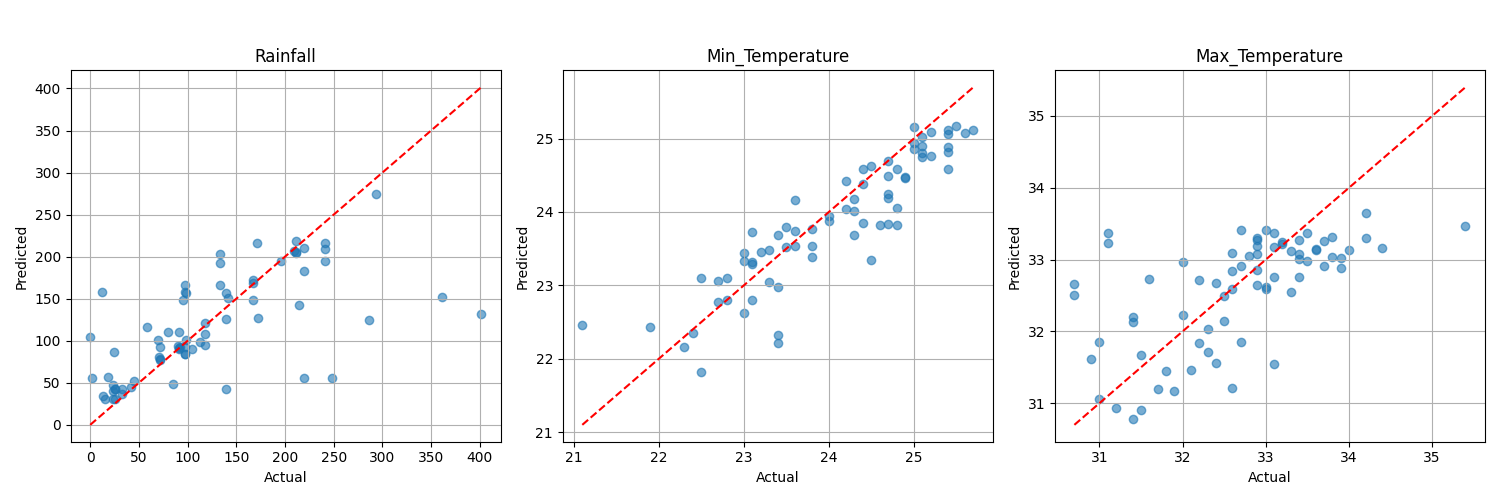 Rainfall
Predicted
400
350
300
250
200
150
100
50
0
0 50 100 150 200 250 300 350 400
Actual
Min_Temperature
Predicted
25
24
23
22
21
21 22 23 24 25
Actual
Max_Temperature
Predicted
35
34
33
32
31
31 32 33 34 35
Actual